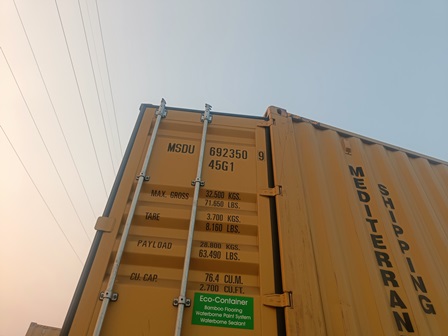 MSDU 692350 9
45G1
MAX. GROSS 32.500 KGS.
71.650 LBS.
TARE 3.700 KGS.
8.160 LBS.
PAYLOAD 28.800 KGS.
63.490 LBS.
CU. CAP. 76.4 CU.M.
2.700 CU.FT.
Eco-Container
Bamboo Flooring
Waterborne Paint System
Waterborne Sealant
MEDITERRAN
SHIPPING